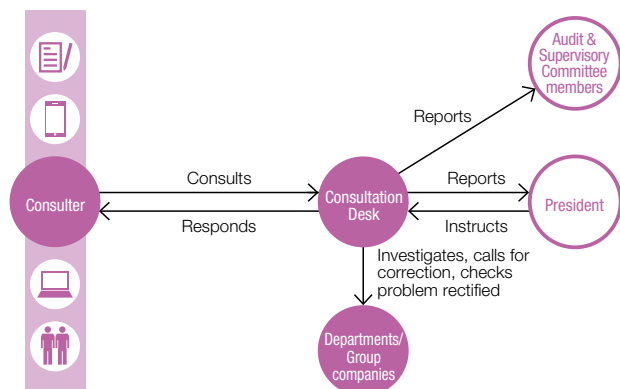 Audit &
Supervisory
Committee
members
Reports
Consulter
Consults
Responds
Consultation
Desk
Reports
Instructs
President
Investigates, calls for
correction, checks
problem rectified
Departments/
Group
companies